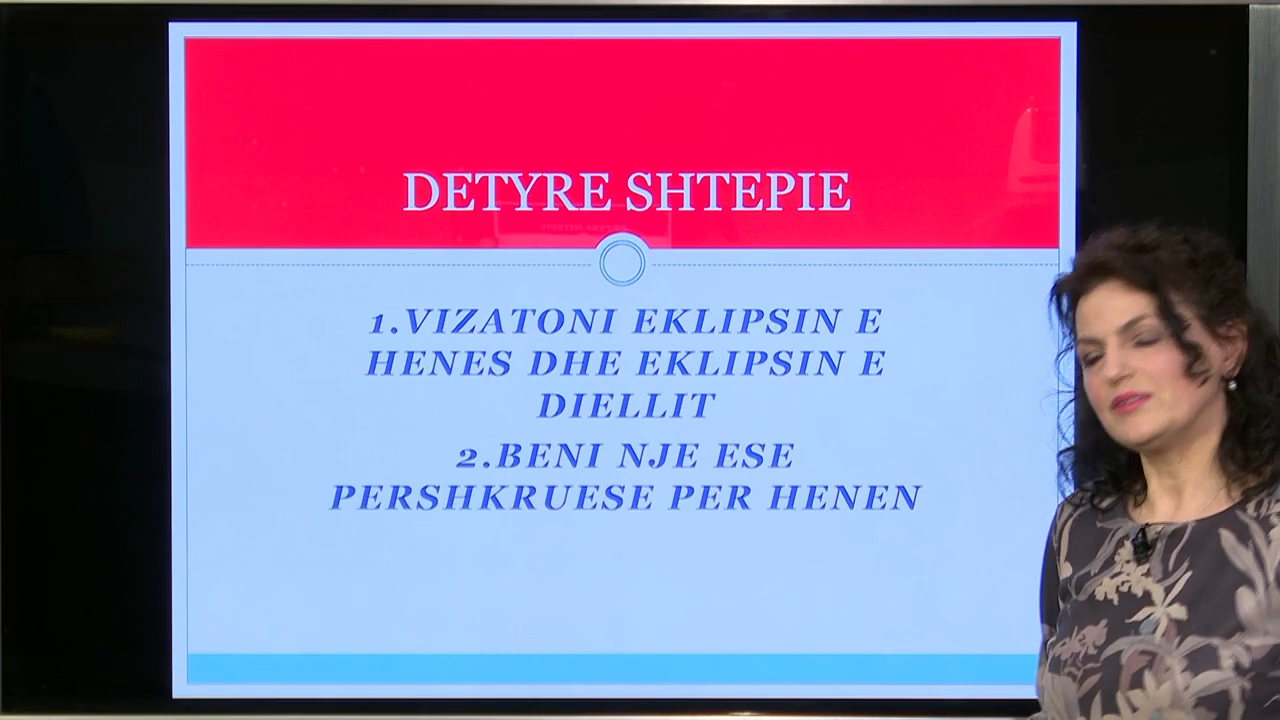 DETYRE SHTEPIE
1.VIZATONI EKLIPSIN E
HENES DHE EKLIPSIN E
DIELLIT
2.BENI NJE ESE
PERSHKRUESE PER HENEN